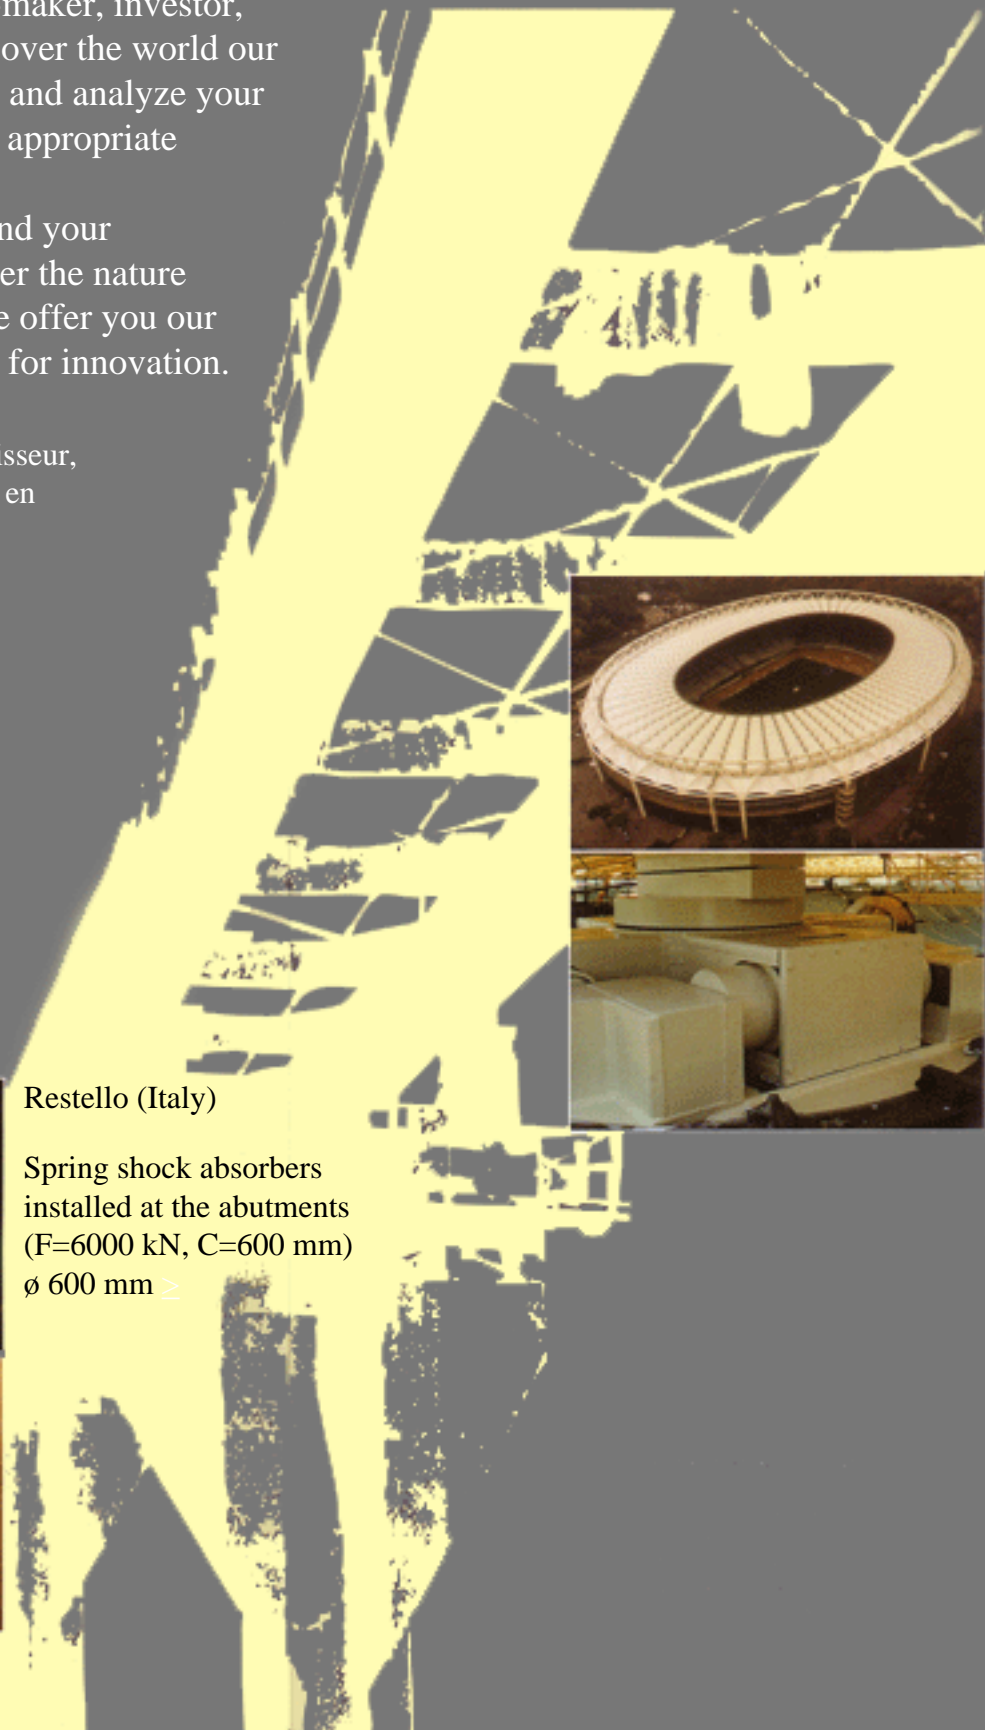 maker, investor,
over the world our
and analyze your
appropriate
nd your
er the nature
e offer you our
for innovation.
isseur,
en
Restello (Italy)
Spring shock absorbers
installed at the abutments
(F=6000 kN, C=600 mm)
ø 600 mm >